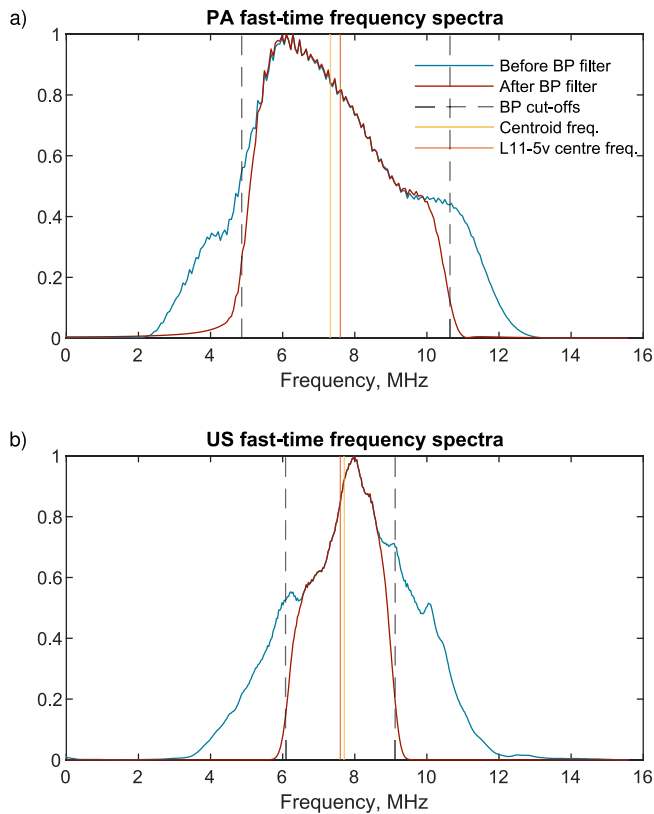 a)
PA fast-time frequency spectra
1
0.8
0.6
0.4
0.2
0
Before BP filter
After BP filter
BP cut-offs
Centroid freq.
L11-5v centre freq.
0 2 4 6 8 10 12 14 16
Frequency, MHz
b)
US fast-time frequency spectra
1
0.8
0.6
0.4
0.2
0
0 2 4 6 8 10 12 14 16
Frequency, MHz